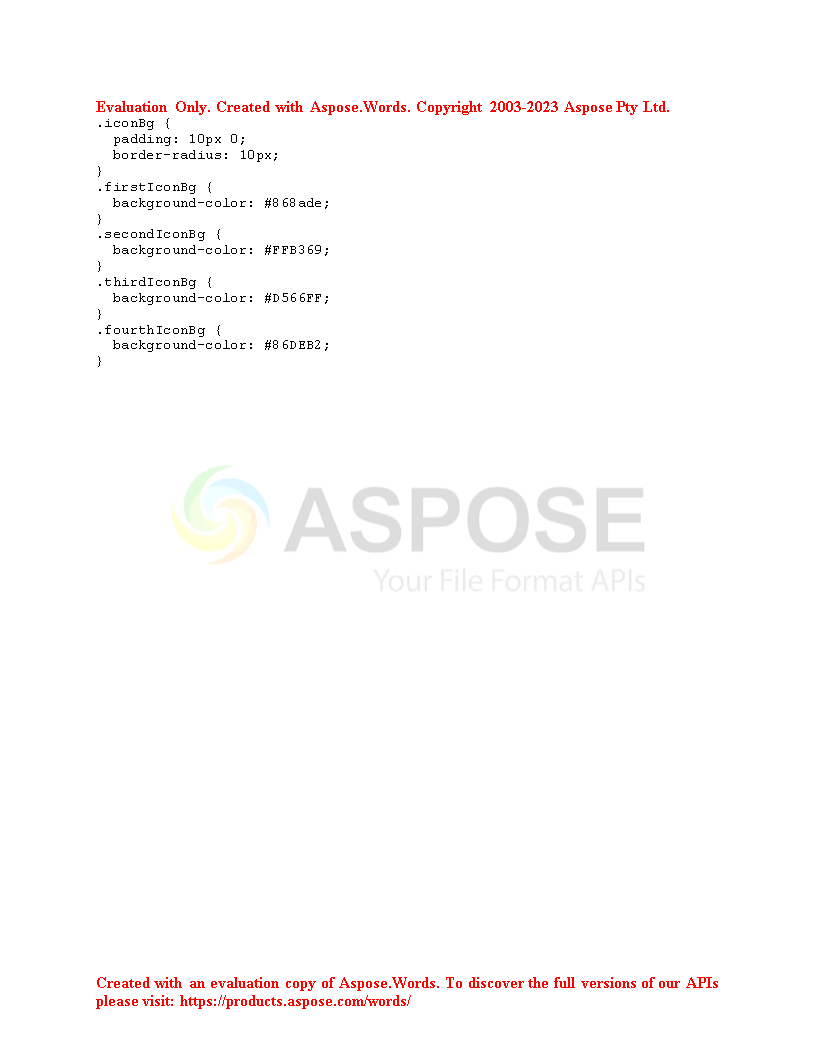 Evaluation Only. Created with Aspose.Words. Copyright 2003-2023 Aspose Pty Ltd.
.iconBg {
  padding: 10px 0;
  border-radius: 10px;
}
.firstIconBg {
  background-color: #868ade;
}
.secondIconBg {
  background-color: #FFB369;
}
.thirdIconBg {
  background-color: #D566FF;
}
.fourthIconBg {
  background-color: #86DEB2;
}
ASPOSE
Your File Format APIs
Created with an evaluation copy of Aspose.Words. To discover the full versions of our APIs
please visit: https://products.aspose.com/words/